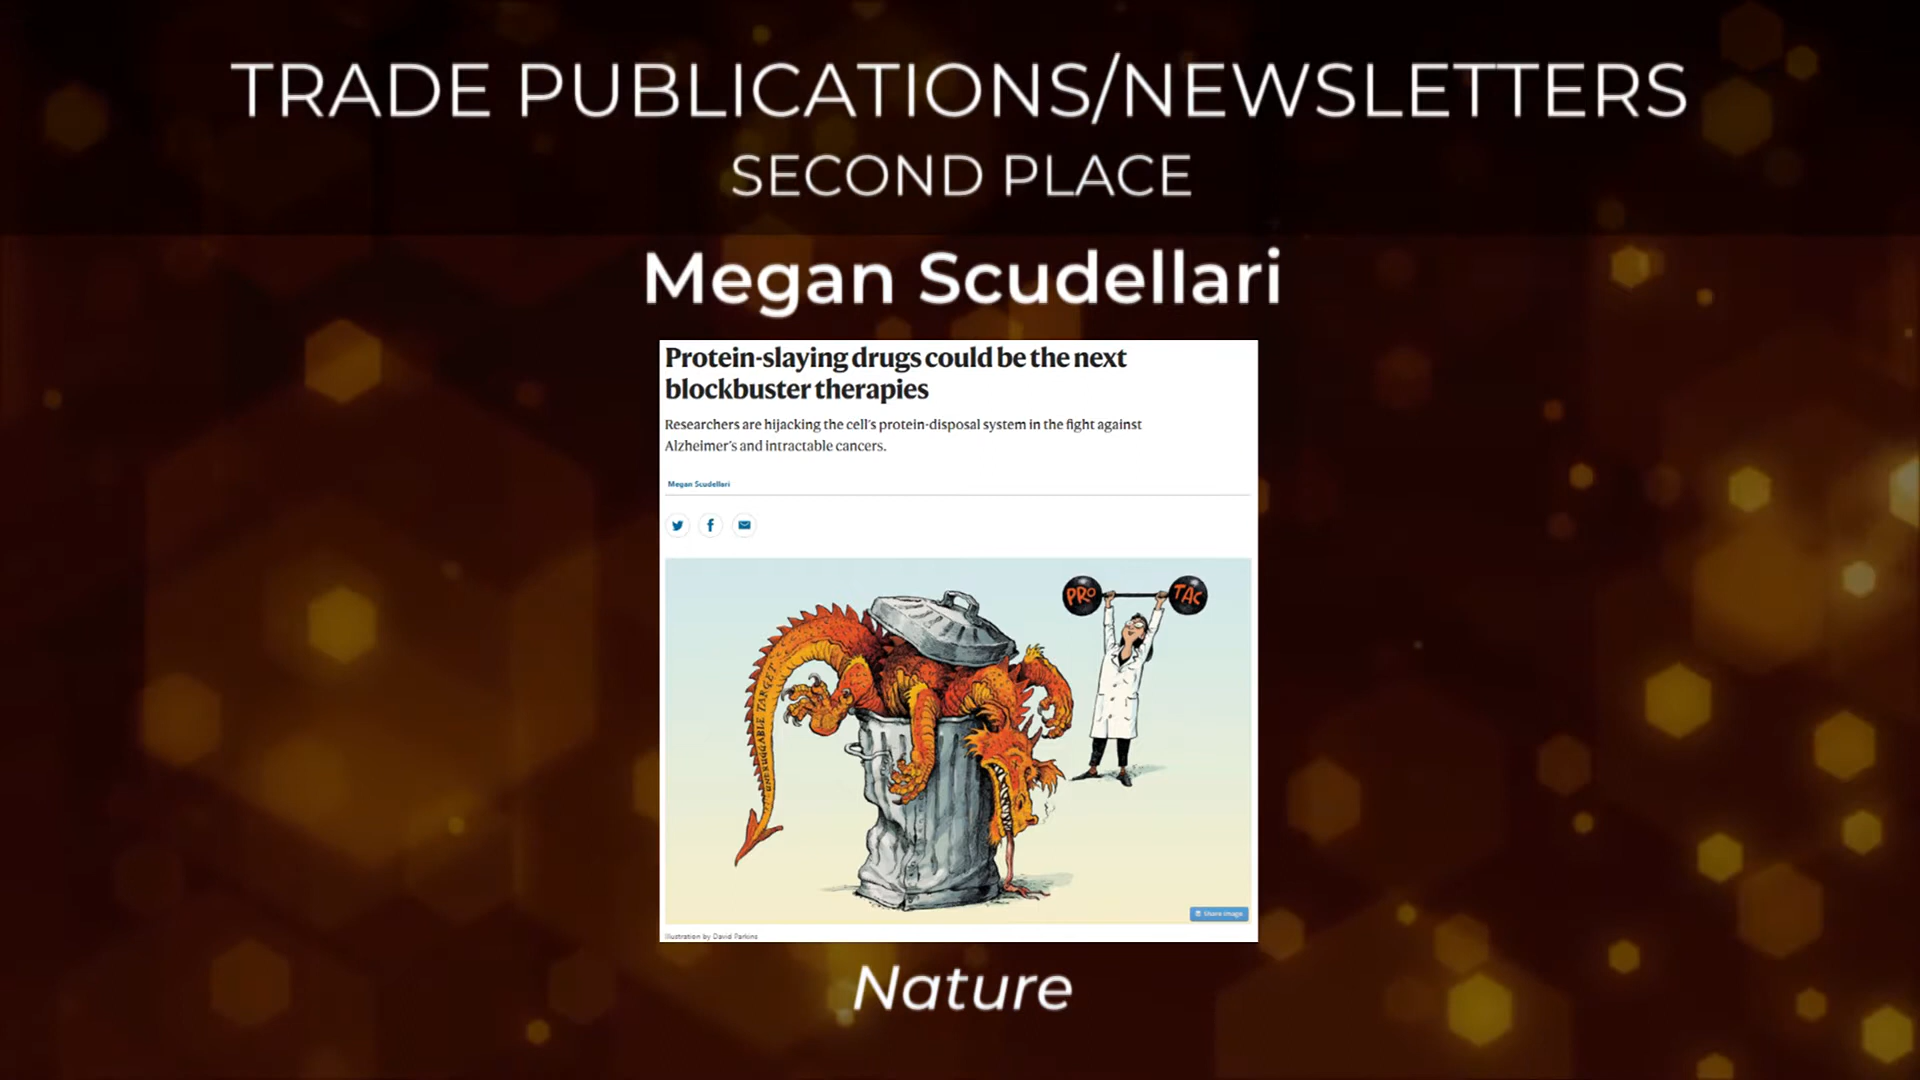 TRADE PUBLICATIONS/NEWSLETTERS
SECOND PLACE
Megan Scudellari
Protein-slaying drugs could be the next
blockbuster therapies
Researchers are hijacking the cell's protein-disposal system in the fight against
Alzheimer's and intractable cancers.
Megan Scudellari
PRO TAC
UNDRUGGABLE TARGET
Share image
Illustration by David Parkins
Nature